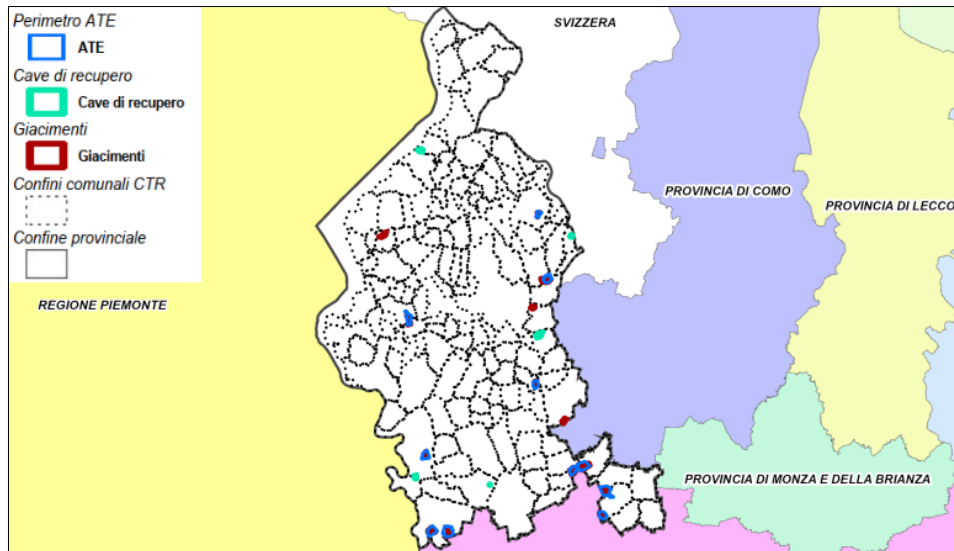 Perimetro ATE
ATE
Cave di recupero
Cave di recupero
Giacimenti
Giacimenti
Confini comunali CTR
Confine provinciale
SVIZZERA
PROVINCIA DI COMO
PROVINCIA DI LECCO
REGIONE PIEMONTE
PROVINCIA DI MONZA E DELLA BRIANZA